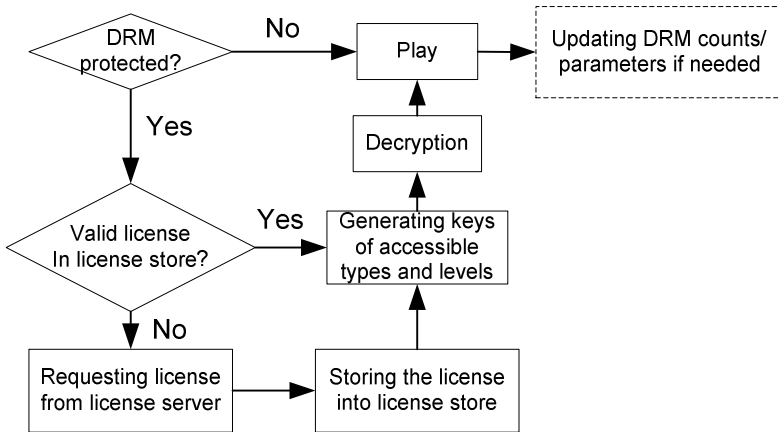 DRM
protected?
No
Play
Updating DRM counts/
parameters if needed
Yes
Decryption
Valid license
In license store?
Yes
Generating keys
of accessible
types and levels
No
Requesting license
from license server
Storing the license
into license store